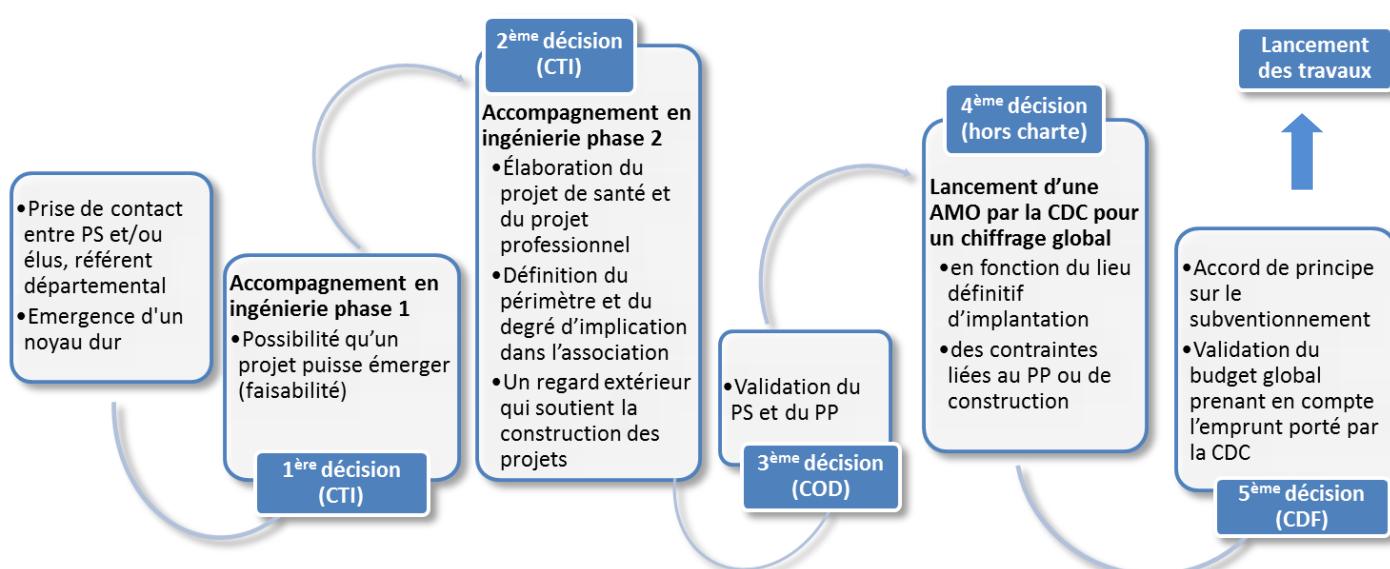 •Prise de contact
entre PS et/ou
élus, référent
départemental
•Emergence d'un
noyau dur
Accompagnement en
ingénierie phase 1
•Possibilité qu'un
projet puisse émerger
(faisabilité)
1ère décision
(CTI)
2ème décision
(CTI)
Accompagnement en
ingénierie phase 2
•Élaboration du
projet de santé et
du projet
professionnel
•Définition du
périmètre et du
degré d'implication
dans l'association
•Un regard extérieur
qui soutient la
construction des
projets
•Validation du
PS et du PP
3ème décision
(COD)
4ème décision
(hors charte)
Lancement d'une
AMO par la CDC pour
un chiffrage global
•en fonction du lieu
définitif
d'implantation
•des contraintes
liées au PP ou de
construction
•Accord de principe
sur le
subventionnement
•Validation du
budget global
prenant en compte
l'emprunt porté par
la CDC
5ème décision
(CDF)
Lancement
des travaux